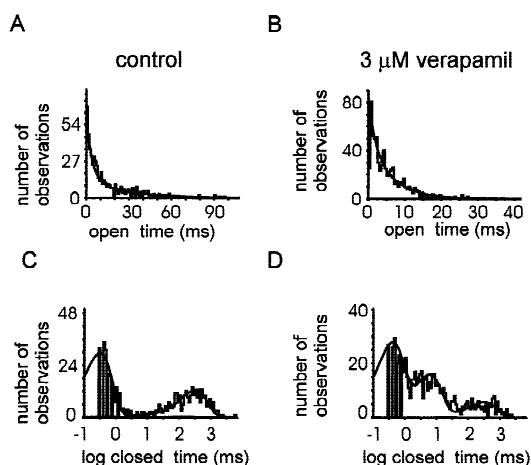 A
B
control
3 µM verapamil
number of
observations
54
27
0
0 30 60 90
open time (ms)
number of
observations
80
40
0
0 10 20 30 40
open time (ms)
C
D
number of
observations
48
24
0
-1 0 1 2 3
log closed time (ms)
number of
observations
40
20
0
-1 0 1 2 3
log closed time (ms)